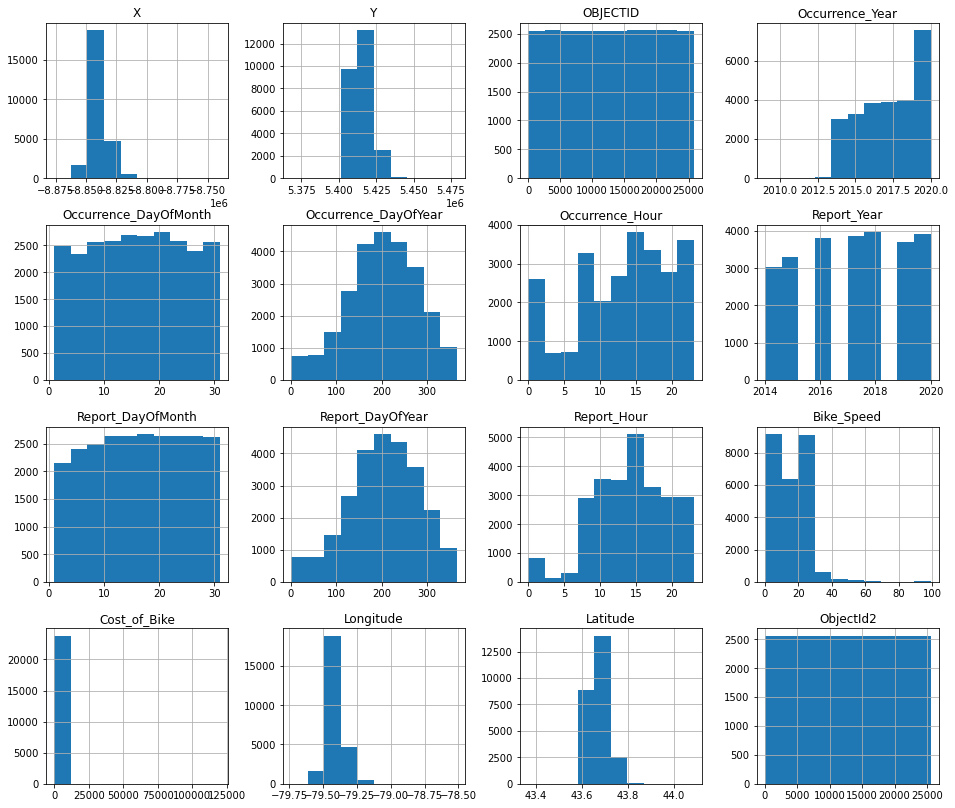 X
15000
10000
5000
0
−8.875 −8.850 −8.825 −8.800 −8.775 −8.750
1e6
Y
12000
10000
8000
6000
4000
2000
0
5.375 5.400 5.425 5.450 5.475
1e6
OBJECTID
2500
2000
1500
1000
500
0
0 5000 10000 15000 20000 25000
Occurrence_Year
6000
4000
2000
0
2010.0 2012.5 2015.0 2017.5 2020.0
Occurrence_DayOfMonth
2500
2000
1500
1000
500
0
0 10 20 30
Occurrence_DayOfYear
4000
3000
2000
1000
0
0 100 200 300
Occurrence_Hour
4000
3000
2000
1000
0
0 5 10 15 20
Report_Year
4000
3000
2000
1000
0
2014 2016 2018 2020
Report_DayOfMonth
2500
2000
1500
1000
500
0
0 10 20 30
Report_DayOfYear
4000
3000
2000
1000
0
0 100 200 300
Report_Hour
5000
4000
3000
2000
1000
0
0 5 10 15 20
Bike_Speed
8000
6000
4000
2000
0
0 20 40 60 80 100
Cost_of_Bike
20000
15000
10000
5000
0
0 25000 50000 75000 100000 125000
Longitude
15000
10000
5000
0
−79.75 −79.50 −79.25 −79.00 −78.75 −78.50
Latitude
12500
10000
7500
5000
2500
0
43.4 43.6 43.8 44.0
ObjectId2
2500
2000
1500
1000
500
0
0 5000 10000 15000 20000 25000